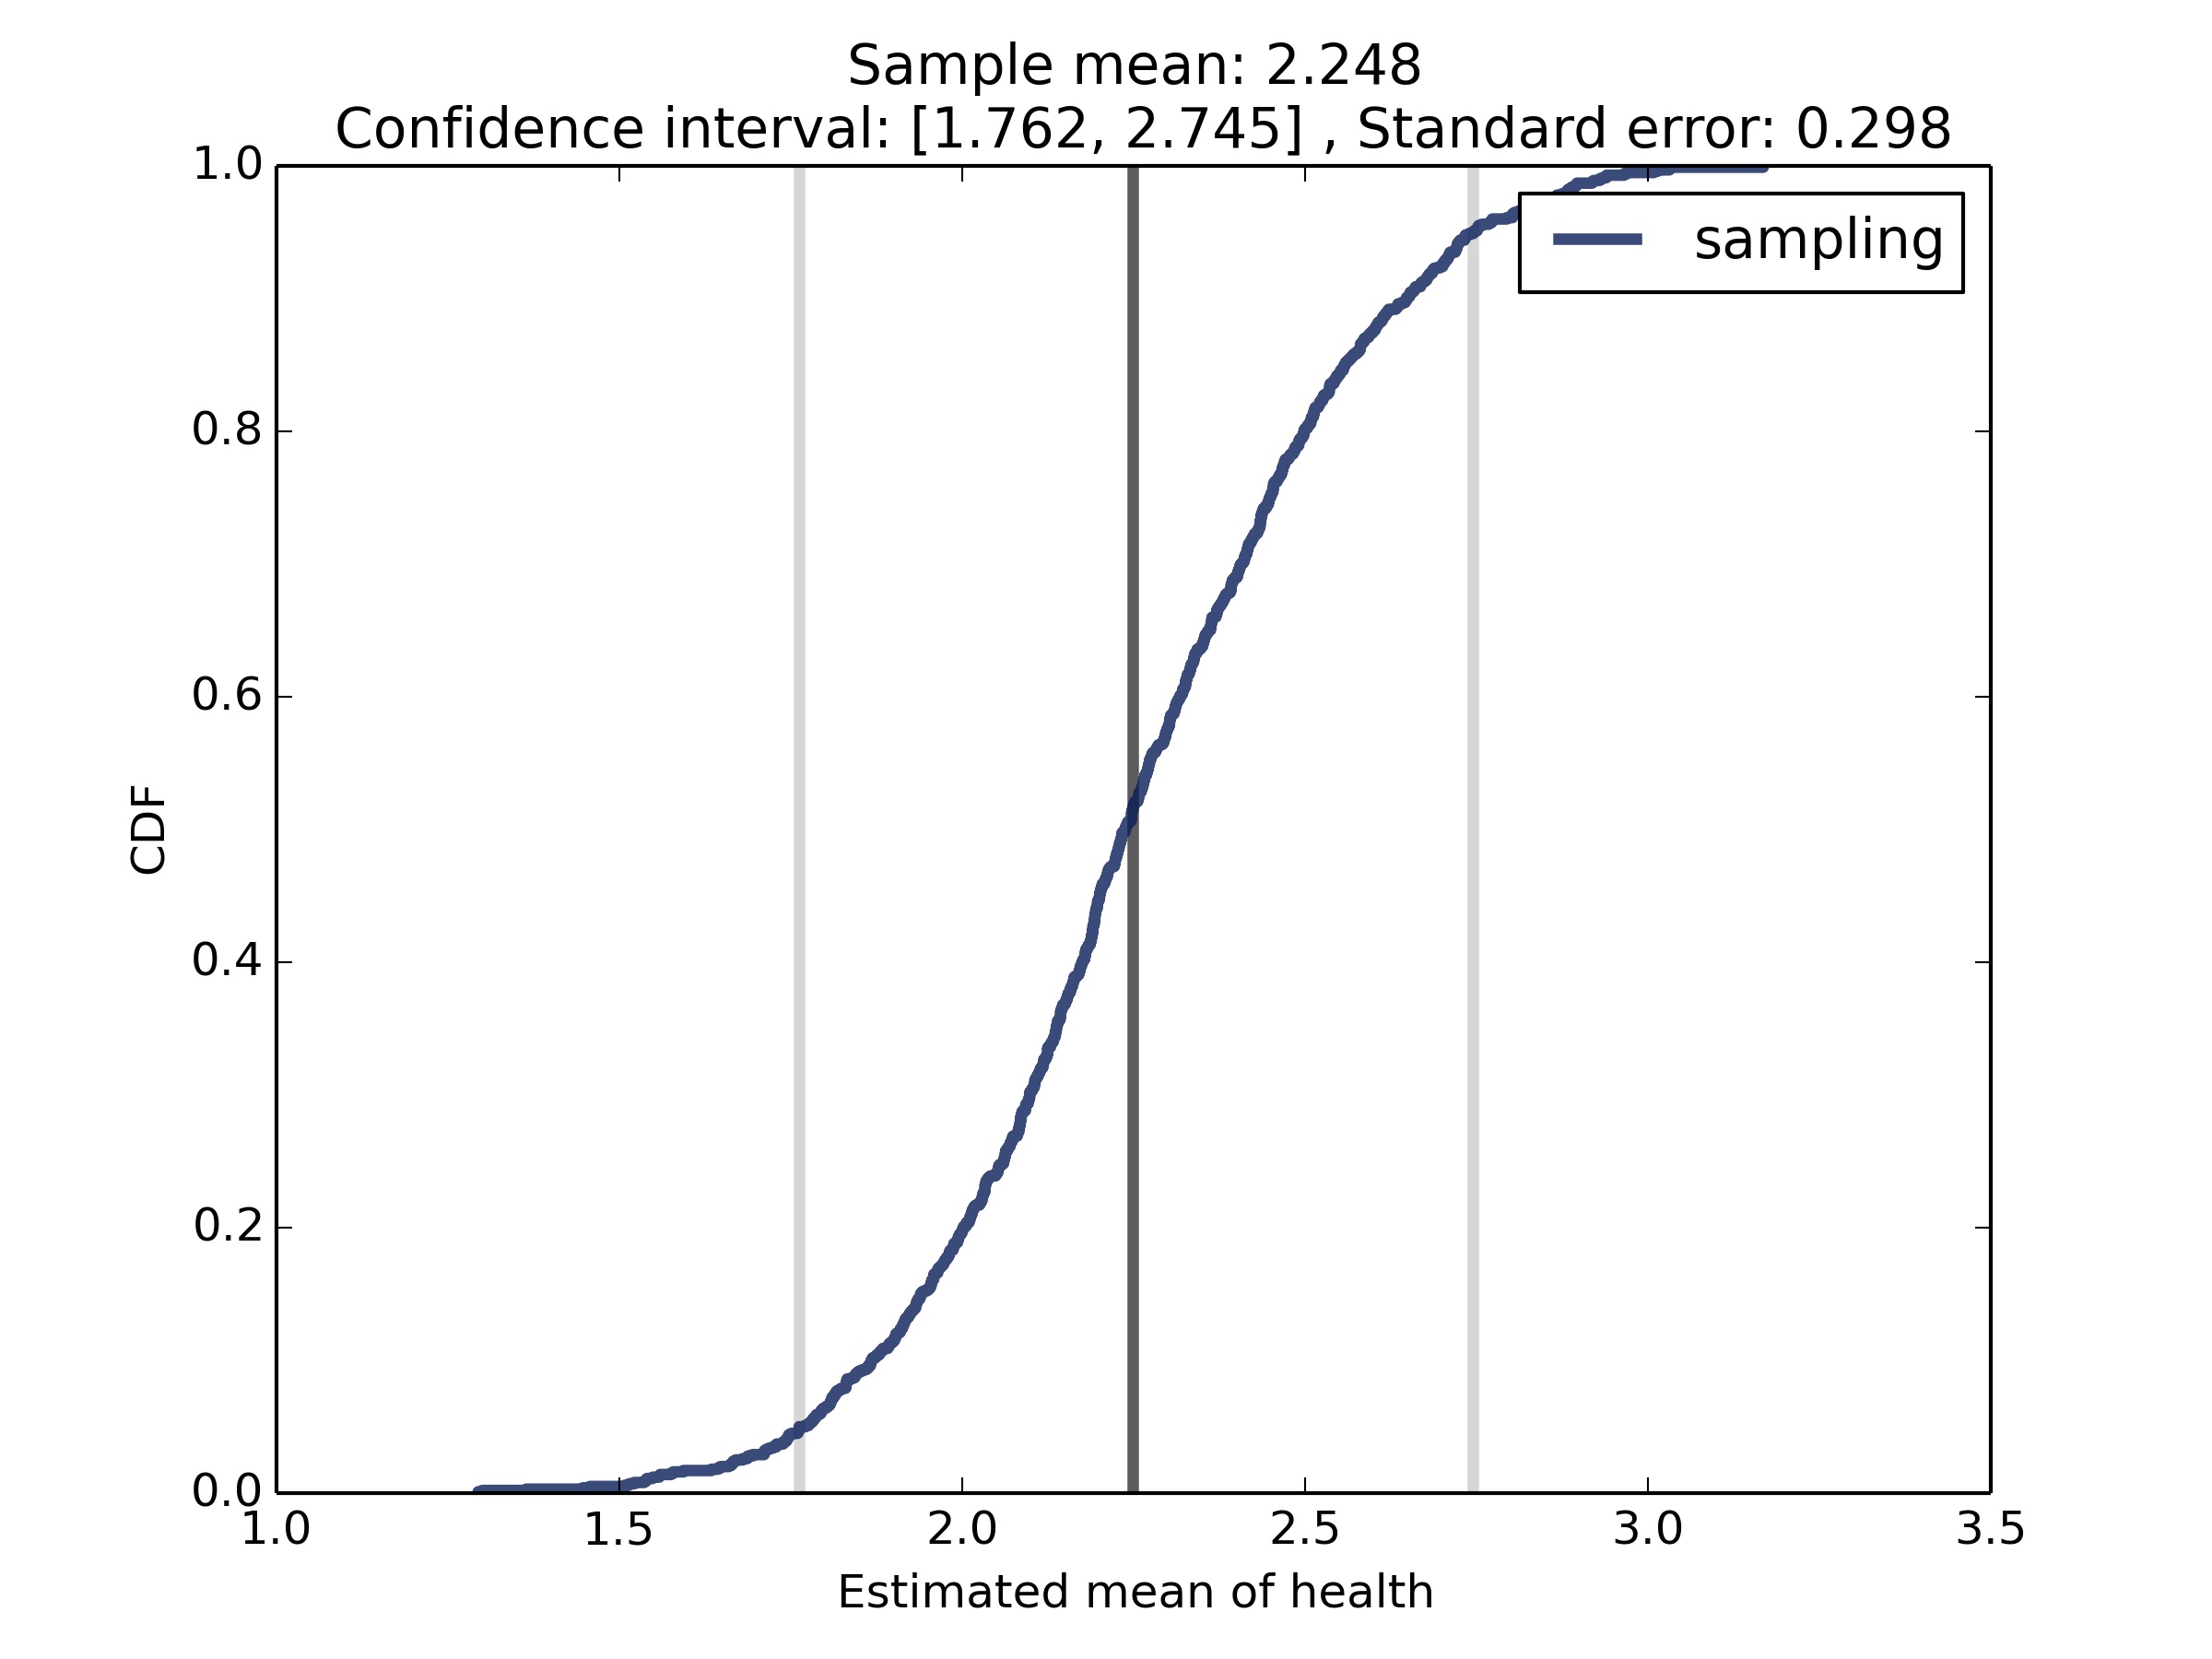 Sample mean: 2.248
Confidence interval: [1.762, 2.745] , Standard error: 0.298
sampling
1.0
0.8
0.6
0.4
0.2
0.0
CDF
1.0 1.5 2.0 2.5 3.0 3.5
Estimated mean of health